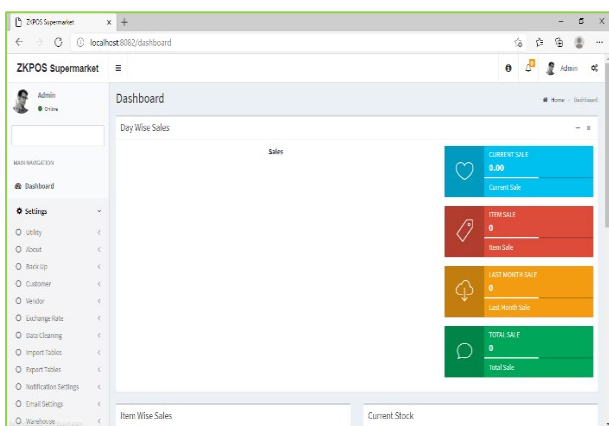 ZKPOS Supermarket
localhost:8082/dashboard
ZKPOS Supermarket
Admin
Admin
Online
Dashboard
Home
Dashboard
Day Wise Sales
Sales
CURRENT SALE
0.00
Current Sale
ITEM SALE
0
Item Sale
LAST MONTH SALE
0
Last Month Sale
TOTAL SALE
0
Total Sale
MAIN NAVIGATION
Dashboard
Settings
Utility
About
Back Up
Customer
Vendor
Exchange Rate
Data Cleaning
Import Tables
Export Tables
Notification Settings
Email Settings
Warehouse
Item Wise Sales
Current Stock